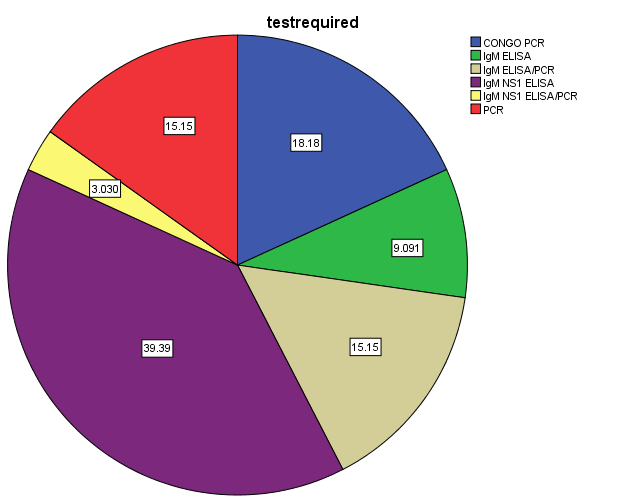 testrequired
CONGO PCR
IgM ELISA
IgM ELISA/PCR
IgM NS1 ELISA
IgM NS1 ELISA/PCR
PCR
15.15
18.18
3.030
9.091
39.39
15.15